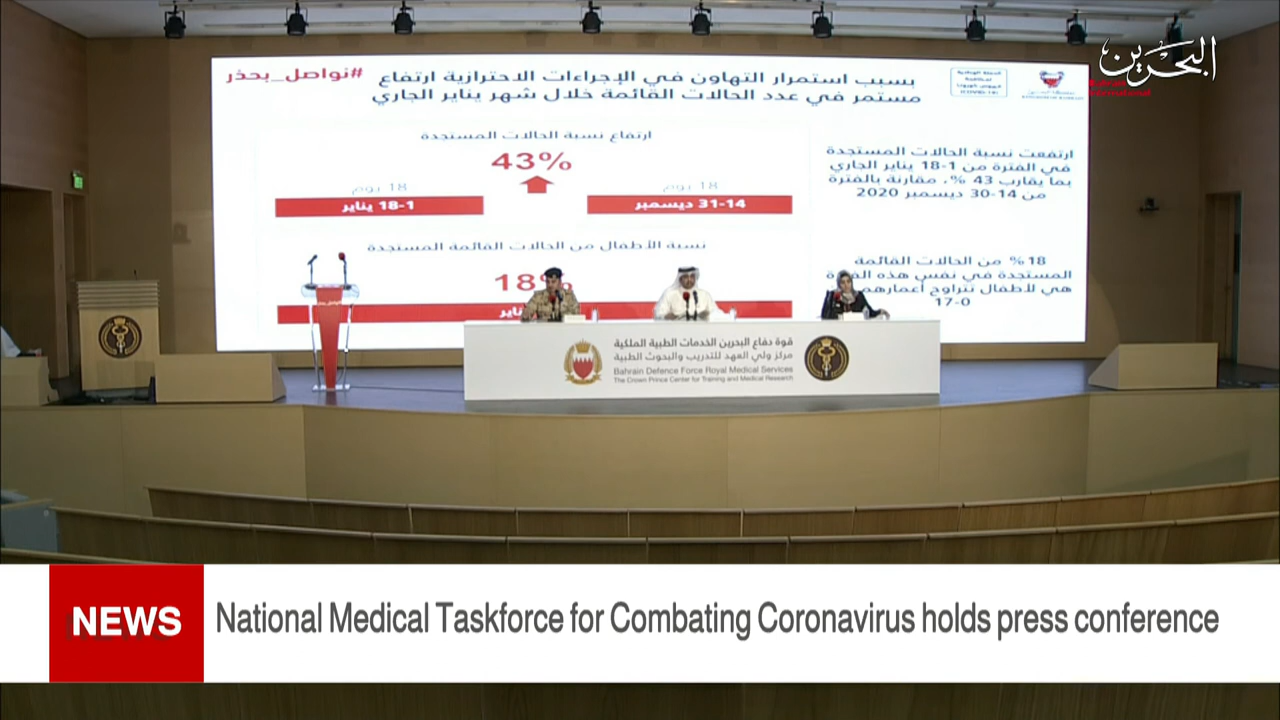 البحرين
#نواصل_بحذر
بسبب استمرار التهاون في الإجراءات الاحترازية ارتفاع
مستمر في عدد الحالات القائمة خلال شهر يناير الجاري
ارتفاع نسبة الحالات المستجدة
43%
18 يوم
18 يوم
14-31 ديسمبر
1-18 يناير
ارتفعت نسبة الحالات المستجدة
في الفترة من 1-18 يناير الجاري
بما يقارب 43 %، مقارنة بالفترة
من 14-30 ديسمبر 2020
نسبة الأطفال من الحالات القائمة المستجدة
18%
18% من الحالات القائمة
المستجدة في نفس هذه الفترة
هي لأطفال تتراوح أعمارهم
0-17
قوة دفاع البحرين الخدمات الطبية الملكية
مركز ولي العهد للتدريب والبحوث الطبية
Bahrain Defence Force Royal Medical Services
The Crown Prince Center for Training and Medical Research
NEWS
National Medical Taskforce for Combating Coronavirus holds press conference